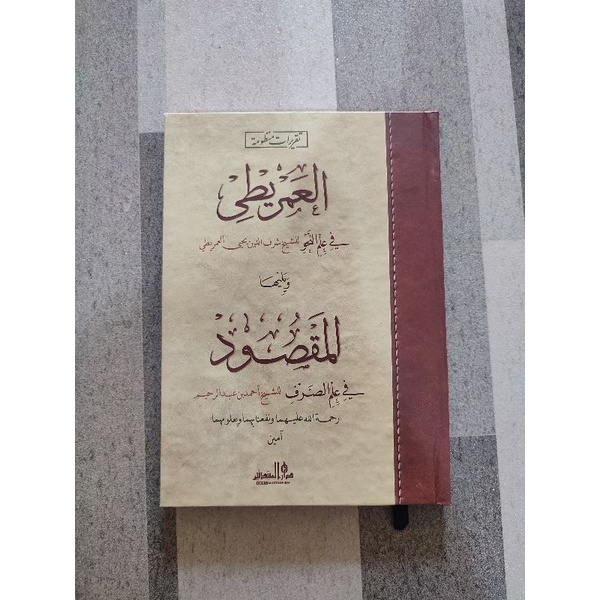 تقريرات منظومة
العمريطي
في علم النحو للشيخ شرف الدين يحيى العمريطي
ويليها
المقصود
في علم الصرف للشيخ أحمد بن عبد الرحيم
رحمة الله عليهما ونفعنا بهما وبعلومهما
آمين